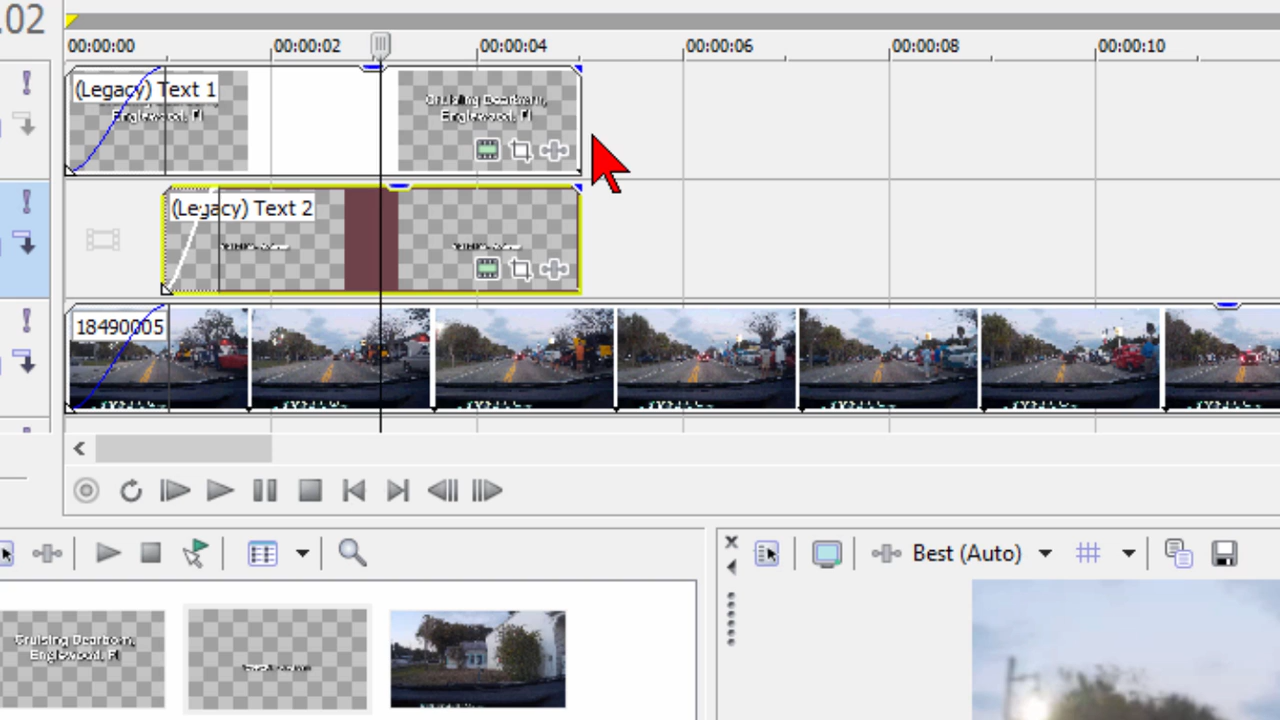 .02
00:00:00 00:00:02 00:00:04 00:00:06 00:00:08 00:00:10
(Legacy) Text 1
Englewood, Fl
Cruising Dearborn,
Englewood, Fl
(Legacy) Text 2
18490005
Best (Auto)
Cruising Dearborn,
Englewood, Fl